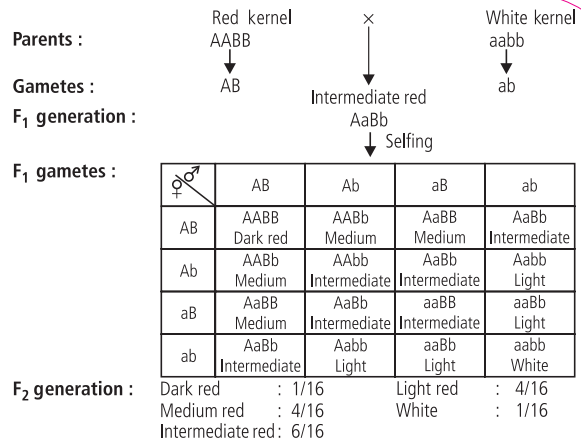 Red kernel × White kernel
Parents : AABB aabb
Gametes : AB ab
Intermediate red
F₁ generation : AaBb
Selfing
F₁ gametes :
♀ ♂ AB Ab aB ab
AB AABB AABb AaBB AaBb
Dark red Medium Medium Intermediate
Ab AABb AAbb AaBb Aabb
Medium Intermediate Intermediate Light
aB AaBB AaBb aaBB aaBb
Medium Intermediate Intermediate Light
ab AaBb Aabb aaBb aabb
Intermediate Light Light White
F₂ generation : Dark red : 1/16 Light red : 4/16
Medium red : 4/16 White : 1/16
Intermediate red : 6/16